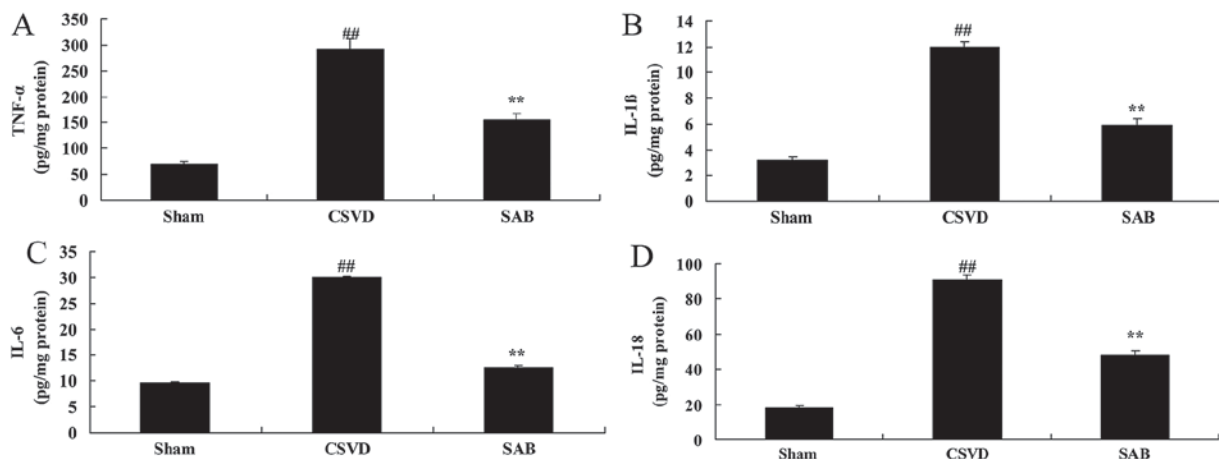 A
TNF-α
(pg/mg protein)
350
300
250
200
150
100
50
0
##
**
Sham CSVD SAB
B
IL-1ß
(pg/mg protein)
14
12
10
8
6
4
2
0
##
**
Sham CSVD SAB
C
IL-6
(pg/mg protein)
35
30
25
20
15
10
5
0
##
**
Sham CSVD SAB
D
IL-18
(pg/mg protein)
100
80
60
40
20
0
##
**
Sham CSVD SAB